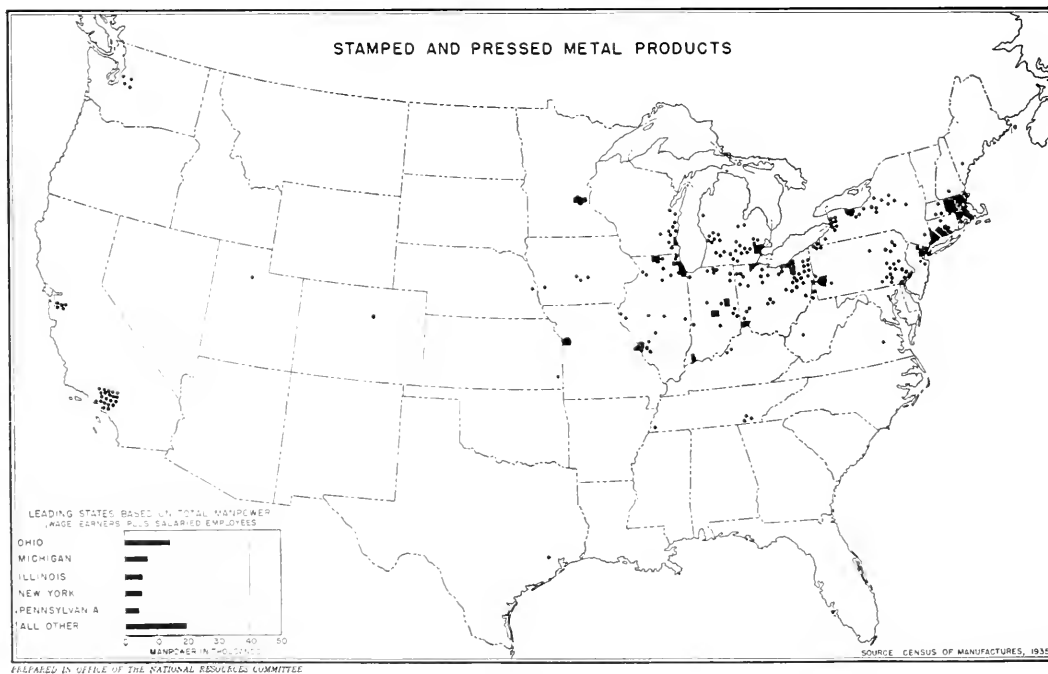 STAMPED AND PRESSED METAL PRODUCTS
LEADING STATES BASED ON TOTAL MANPOWER
WAGE EARNERS PLUS SALARIED EMPLOYEES
OHIO
MICHIGAN
ILLINOIS
NEW YORK
PENNSYLVAN A
ALL OTHER
0 0 20 30 40 50
MANPOWER IN THOUSANDS
SOURCE CENSUS OF MANUFACTURES, 1935
PREPARED IN OFFICE OF THE NATIONAL RESOURCES COMMITTEE